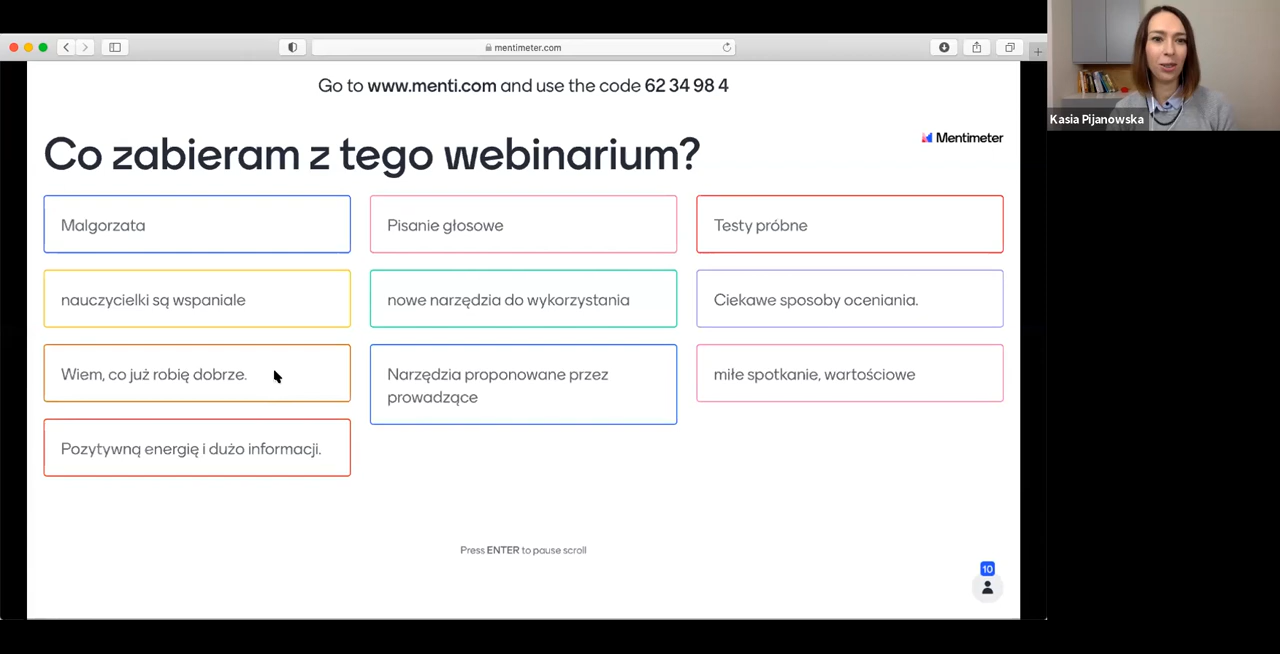 mentimeter.com
Go to www.menti.com and use the code 62 34 98 4
Co zabieram z tego webinarium?
Mentimeter
Malgorzata
Pisanie głosowe
Testy próbne
nauczycielki są wspaniale
nowe narzędzia do wykorzystania
Ciekawe sposoby oceniania.
Wiem, co już robię dobrze.
Narzędzia proponowane przez
prowadzące
miłe spotkanie, wartościowe
Pozytywną energię i dużo informacji.
Press ENTER to pause scroll
10
Kasia Pijanowska